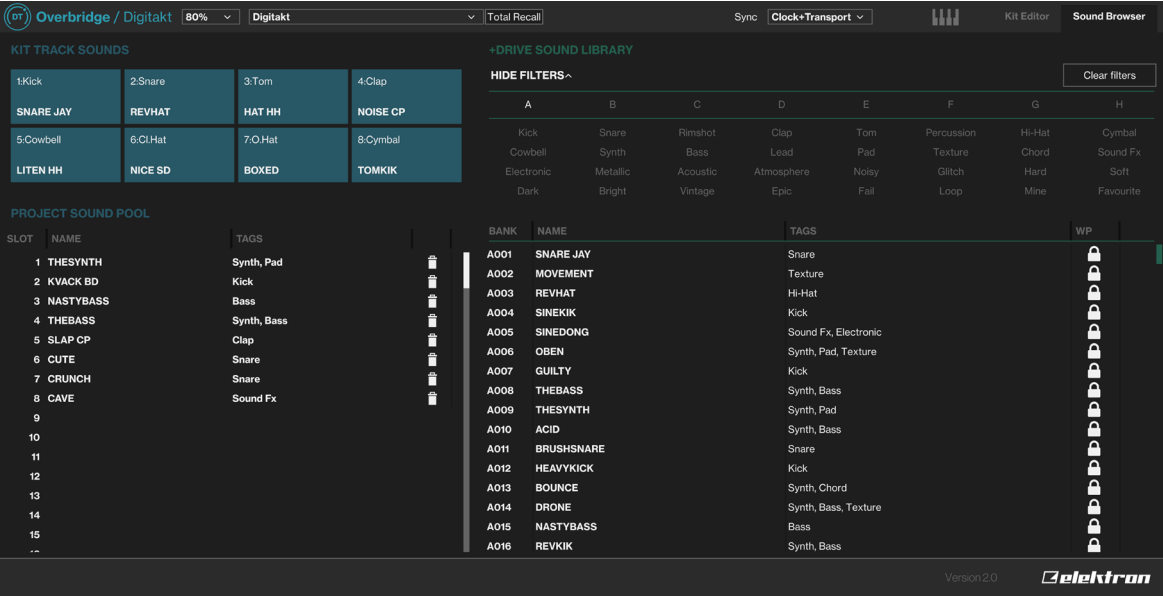 DT Overbridge / Digitakt 80% Digitakt Total Recall Sync Clock+Transport Kit Editor Sound Browser
KIT TRACK SOUNDS
1:Kick 2:Snare 3:Tom 4:Clap
SNARE JAY REVHAT HAT HH NOISE CP
5:Cowbell 6:Cl.Hat 7:O.Hat 8:Cymbal
LITEN HH NICE SD BOXED TOMKIK
PROJECT SOUND POOL
SLOT NAME TAGS
1 THESYNTH Synth, Pad
2 KVACK BD Kick
3 NASTYBASS Bass
4 THEBASS Synth, Bass
5 SLAP CP Clap
6 CUTE Snare
7 CRUNCH Snare
8 CAVE Sound Fx
9
10
11
12
13
14
15
+DRIVE SOUND LIBRARY
HIDE FILTERS Clear filters
A B C D E F G H
Kick Snare Rimshot Clap Tom Percussion Hi-Hat Cymbal
Cowbell Synth Bass Lead Pad Texture Chord Sound Fx
Electronic Metallic Acoustic Atmosphere Noisy Glitch Hard Soft
Dark Bright Vintage Epic Fail Loop Mine Favourite
BANK NAME TAGS WP
A001 SNARE JAY Snare
A002 MOVEMENT Texture
A003 REVHAT Hi-Hat
A004 SINEKIK Kick
A005 SINEDONG Sound Fx, Electronic
A006 OBEN Synth, Pad, Texture
A007 GUILTY Kick
A008 THEBASS Synth, Bass
A009 THESYNTH Synth, Pad
A010 ACID Synth, Bass
A011 BRUSHSNARE Snare
A012 HEAVYKICK Kick
A013 BOUNCE Synth, Chord
A014 DRONE Synth, Bass, Texture
A015 NASTYBASS Bass
A016 REVKIK Synth, Bass
Version 2.0 elektron